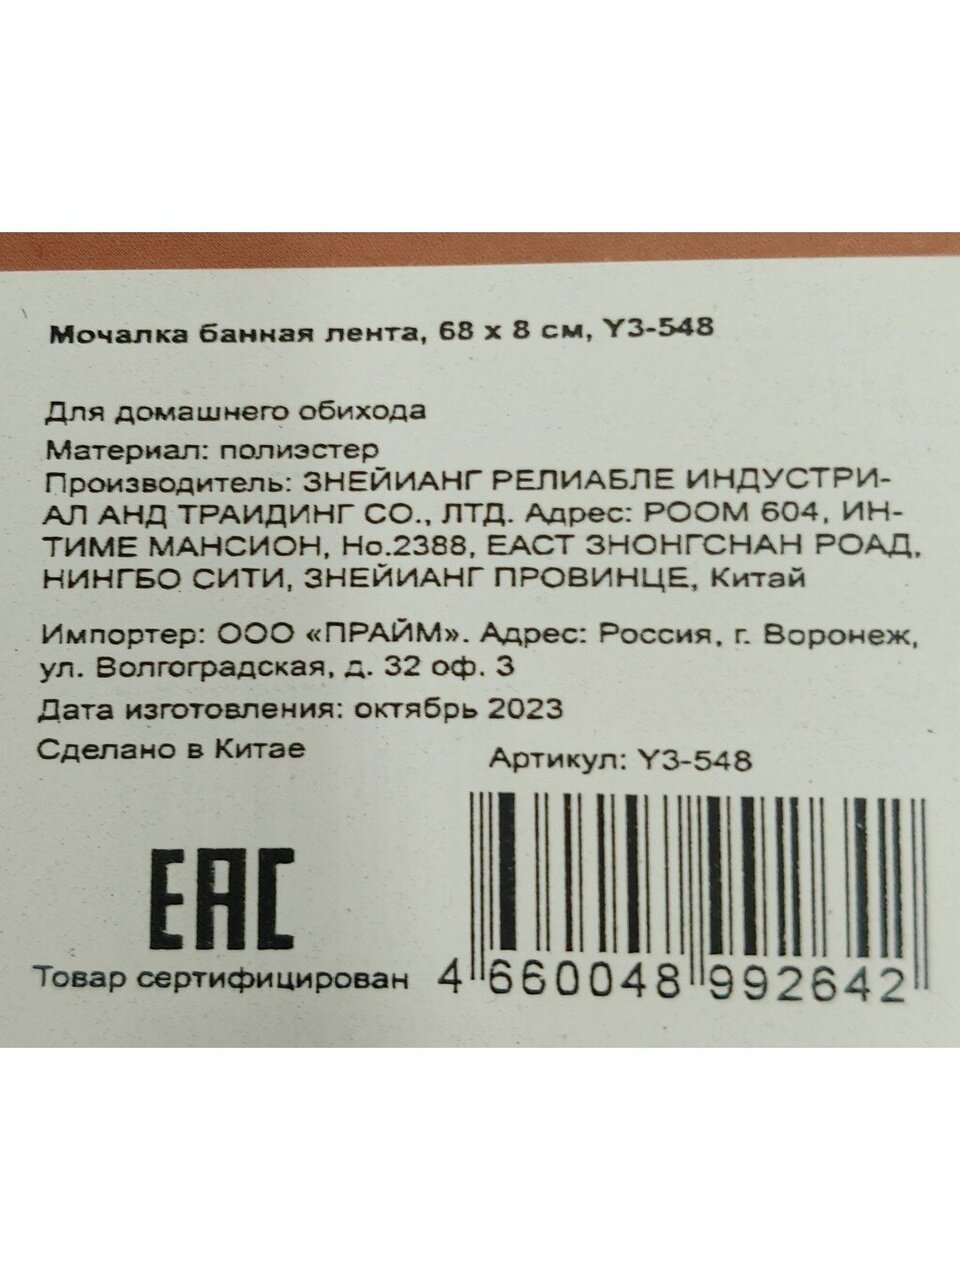 Мочалка банная лента, 68 х 8 см, Y3-548
Для домашнего обихода
Материал: полиэстер
Производитель: ЗНЕЙИАНГ РЕЛИАБЛЕ ИНДУСТРИ-
АЛ АНД ТРАИДИНГ СО., ЛТД. Адрес: РООМ 604, ИН-
ТИМЕ МАНСИОН, Но.2388, ЕАСТ ЗНОНГСНАН РОАД,
НИНГБО СИТИ, ЗНЕЙИАНГ ПРОВИНЦЕ, Китай
Импортер: ООО «ПРАЙМ». Адрес: Россия, г. Воронеж,
ул. Волгоградская, д. 32 оф. 3
Дата изготовления: октябрь 2023
Сделано в Китае
Артикул: Y3-548
EAC
Товар сертифицирован
4 660048 992642